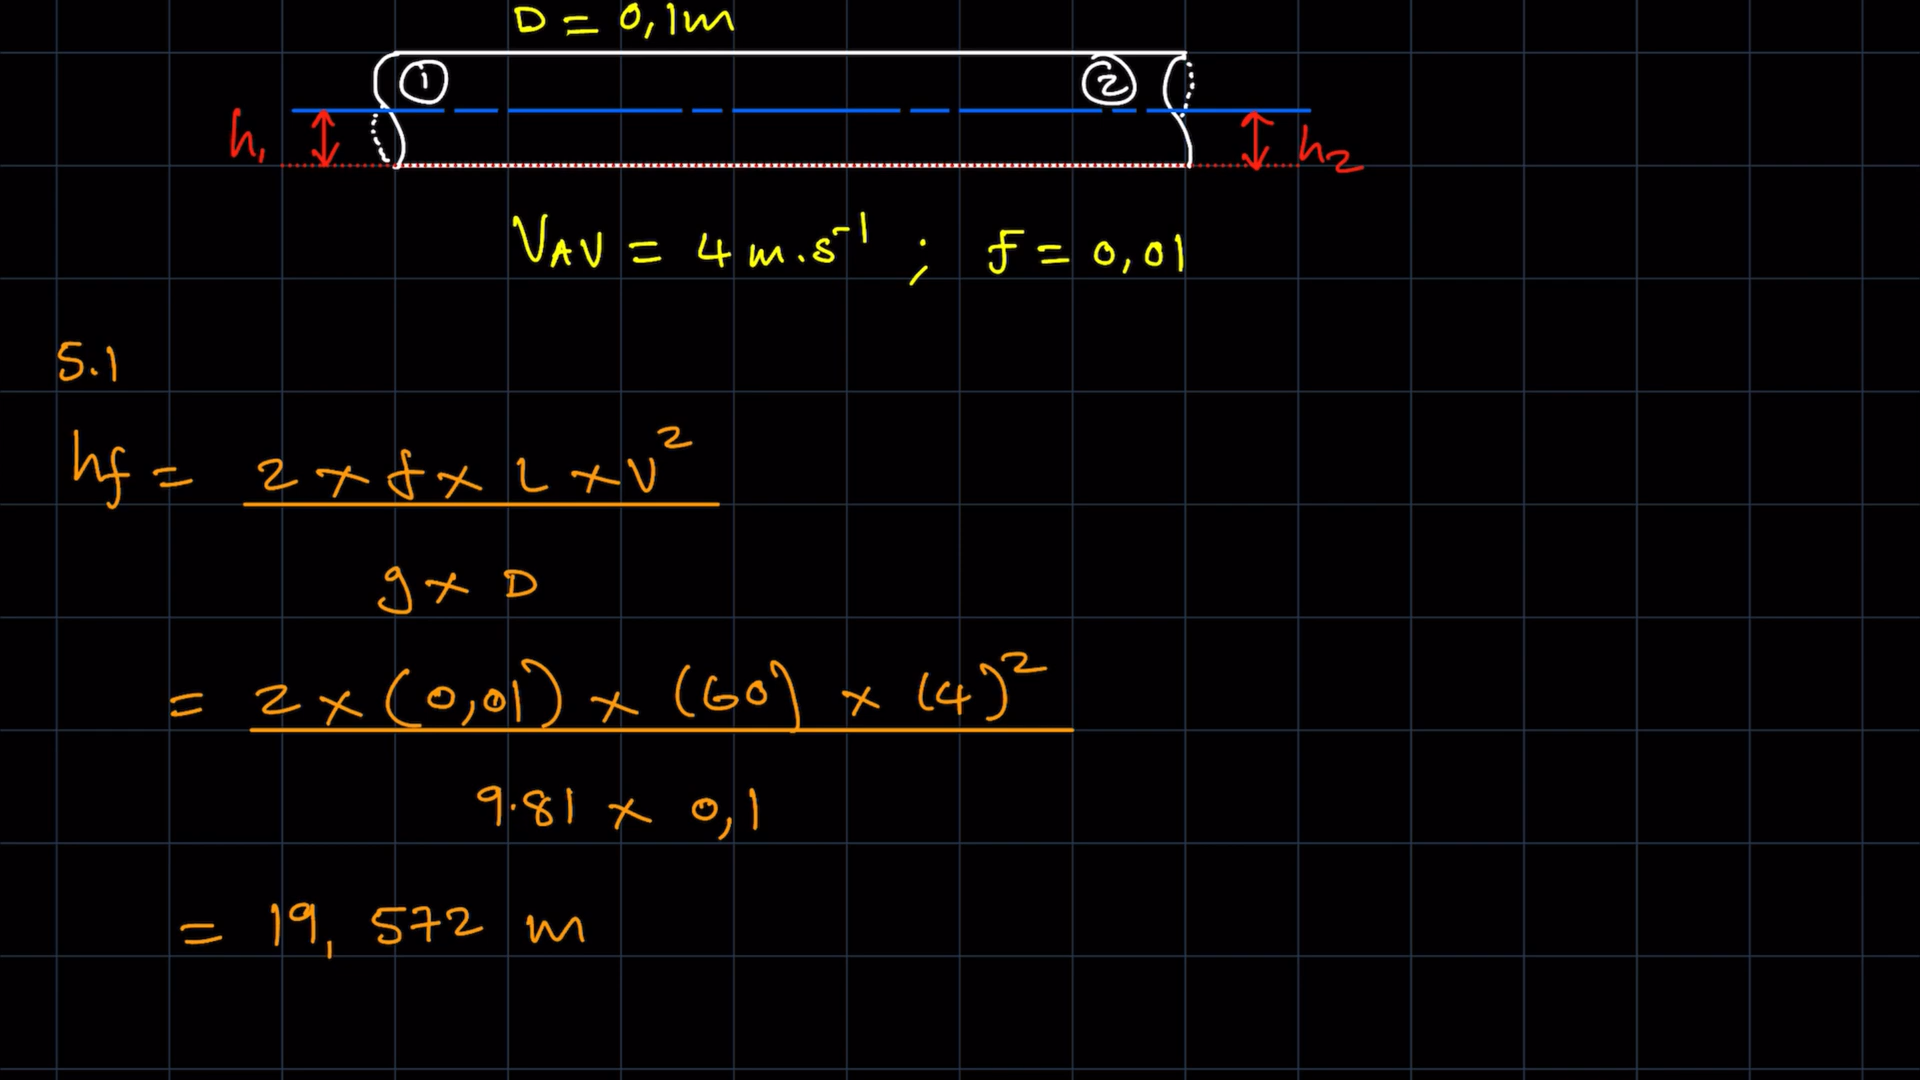 D = 0,1m
① ②
h₁ h₂
VAV = 4 m.s⁻¹ ; f = 0,01
5.1
hf = 2 × f × L × V²
g × D
= 2 × (0,01) × (60) × (4)²
9.81 × 0,1
= 19,572 m